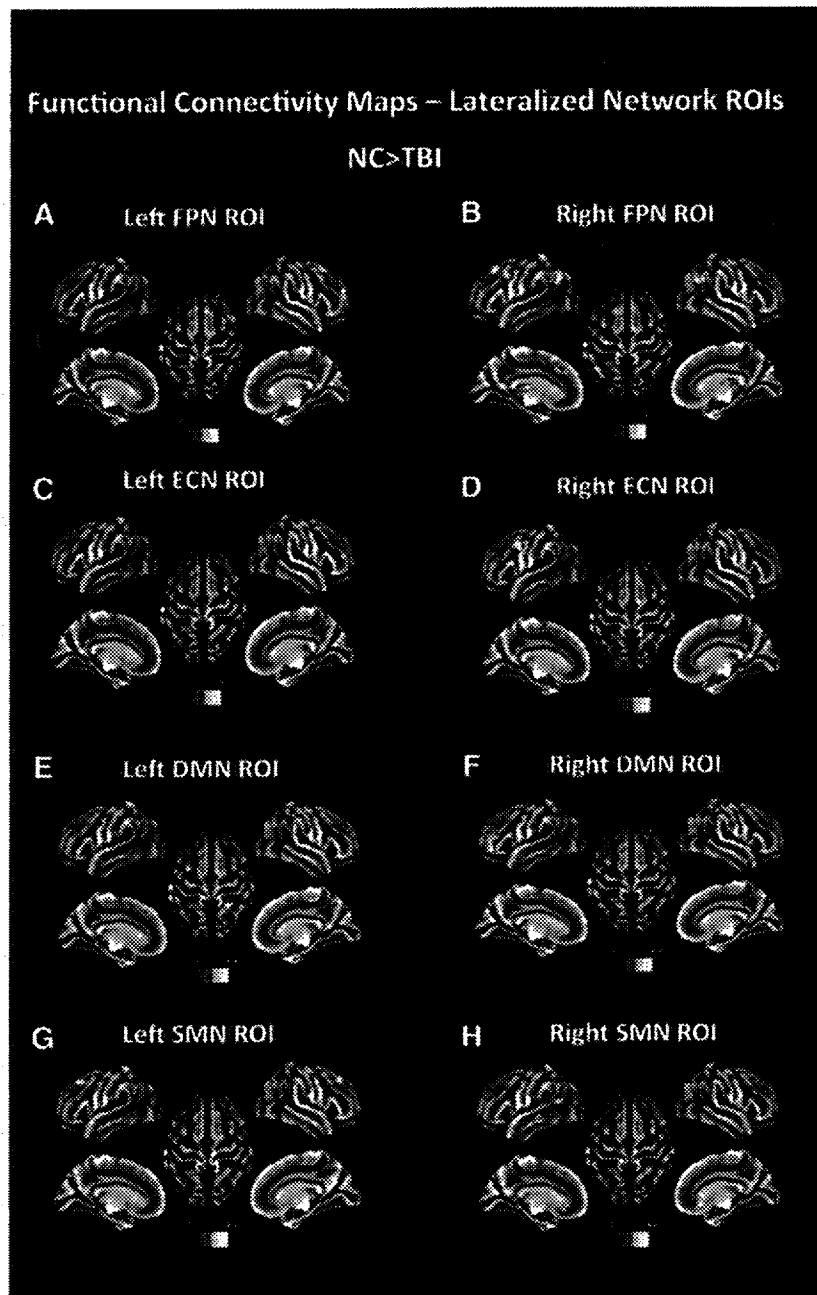 Functional Connectivity Maps – Lateralized Network ROIs
NC>TBI
A Left FPN ROI
B Right FPN ROI
C Left ECN ROI
D Right ECN ROI
E Left DMN ROI
F Right DMN ROI
G Left SMN ROI
H Right SMN ROI